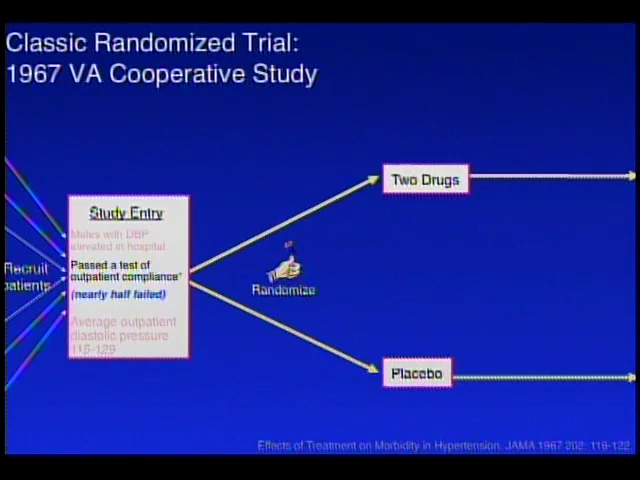 Classic Randomized Trial:
1967 VA Cooperative Study
Two Drugs
Study Entry
Males with DBP
elevated in hospital
Recruit
patients
Passed a test of
outpatient compliance*
(nearly half failed)
Randomize
Average outpatient
diastolic pressure
115-129
Placebo
Effects of Treatment on Morbidity in Hypertension. JAMA 1967 202: 116-122